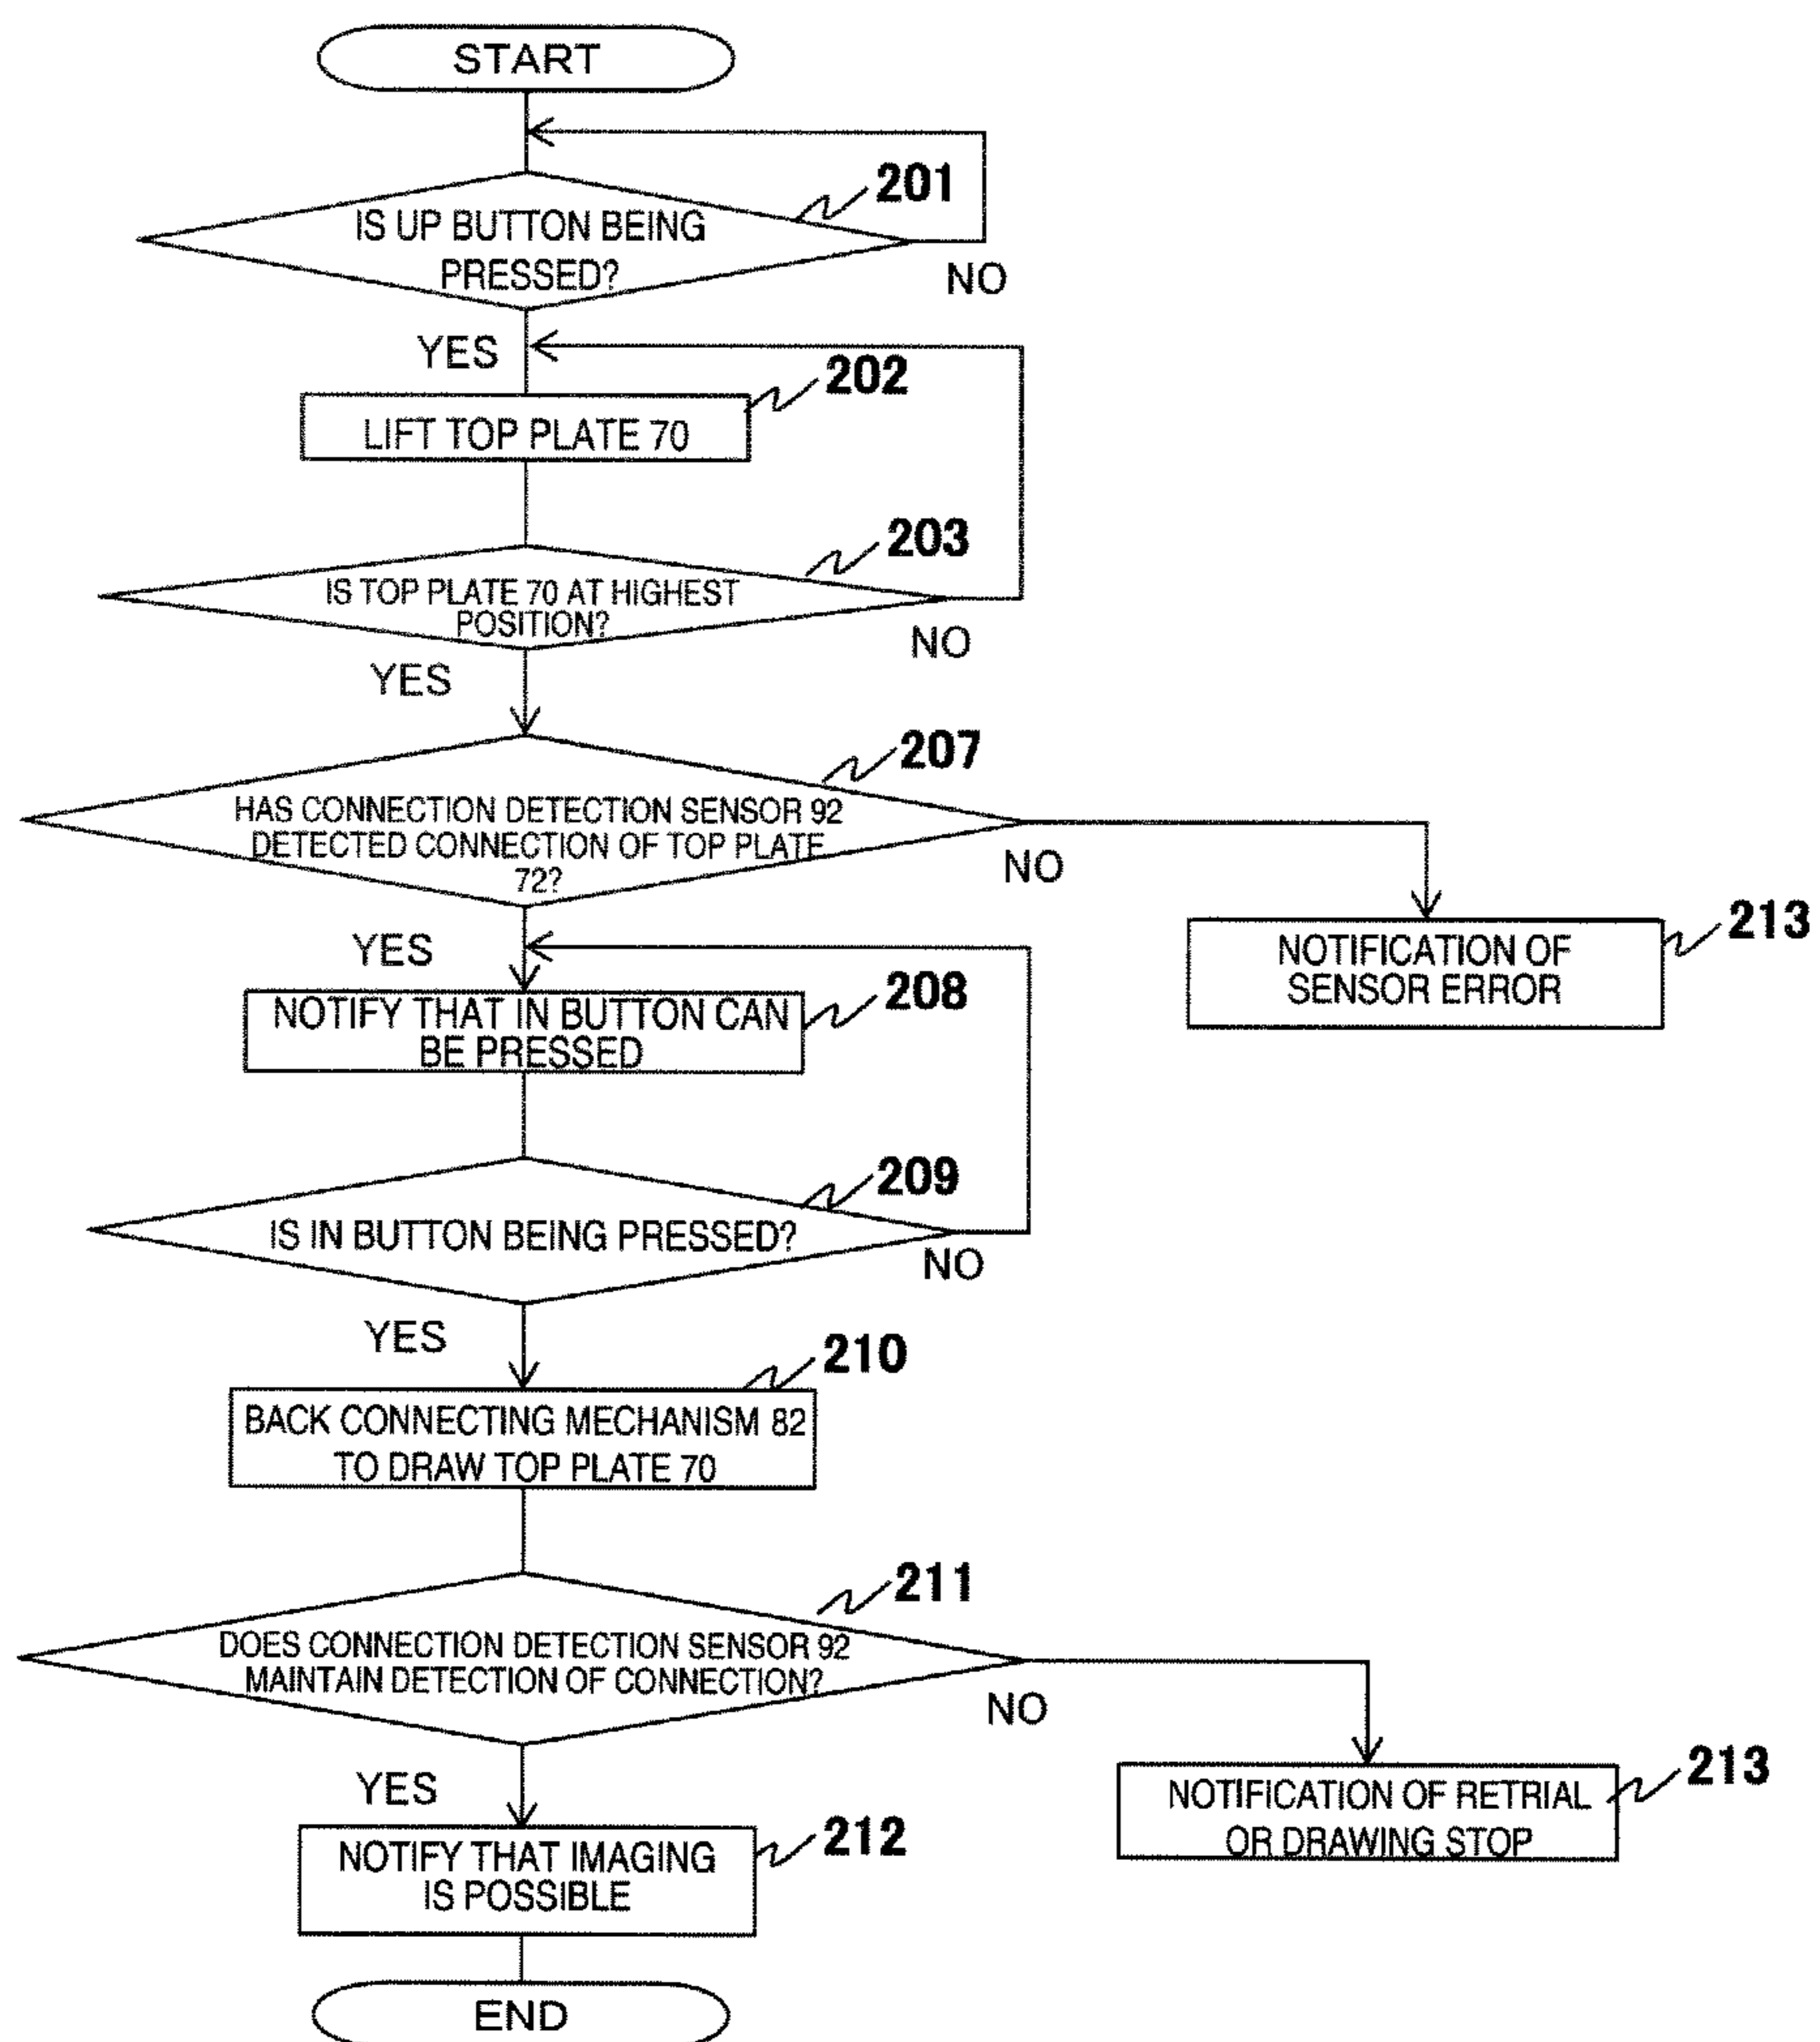 START
201
IS UP BUTTON BEING
PRESSED?
NO
YES
202
LIFT TOP PLATE 70
203
IS TOP PLATE 70 AT HIGHEST
POSITION?
NO
YES
207
HAS CONNECTION DETECTION SENSOR 92
DETECTED CONNECTION OF TOP PLATE
72?
NO
213
NOTIFICATION OF
SENSOR ERROR
YES
208
NOTIFY THAT IN BUTTON CAN
BE PRESSED
209
IS IN BUTTON BEING PRESSED?
NO
YES
210
BACK CONNECTING MECHANISM 82
TO DRAW TOP PLATE 70
211
DOES CONNECTION DETECTION SENSOR 92
MAINTAIN DETECTION OF CONNECTION?
NO
213
NOTIFICATION OF RETRIAL
OR DRAWING STOP
YES
212
NOTIFY THAT IMAGING
IS POSSIBLE
END